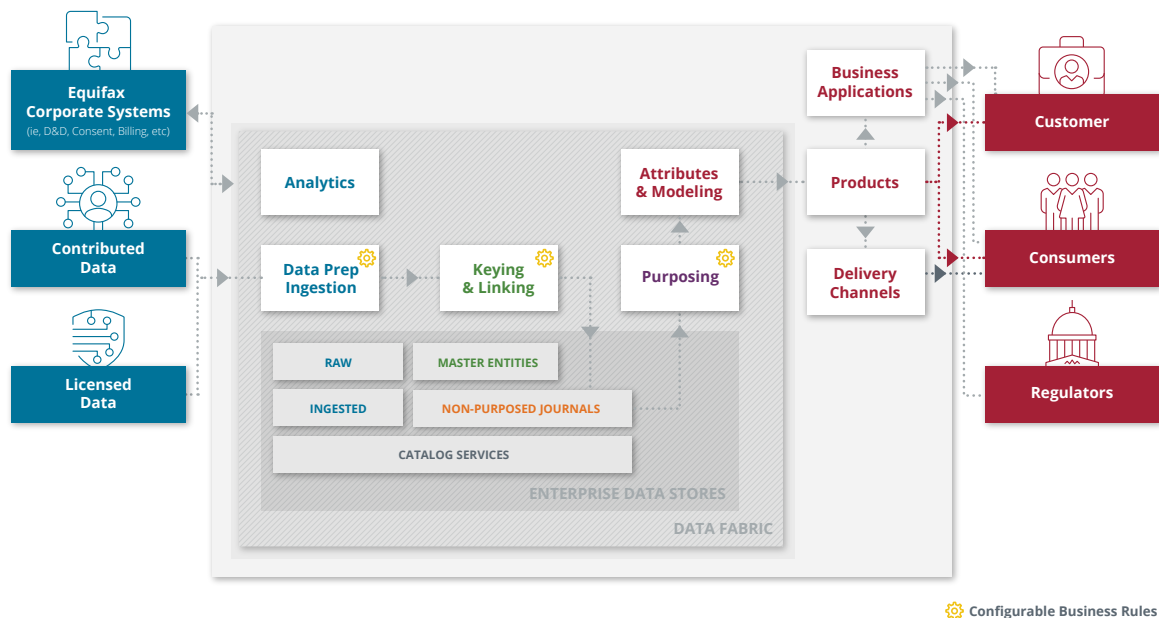 Equifax
Corporate Systems
(ie, D&D, Consent, Billing, etc)
Contributed
Data
Licensed
Data
Analytics
Data Prep
Ingestion
Keying
& Linking
Attributes
& Modeling
Purposing
RAW
MASTER ENTITIES
INGESTED
NON-PURPOSED JOURNALS
CATALOG SERVICES
ENTERPRISE DATA STORES
DATA FABRIC
Business
Applications
Products
Delivery
Channels
Customer
Consumers
Regulators
Configurable Business Rules